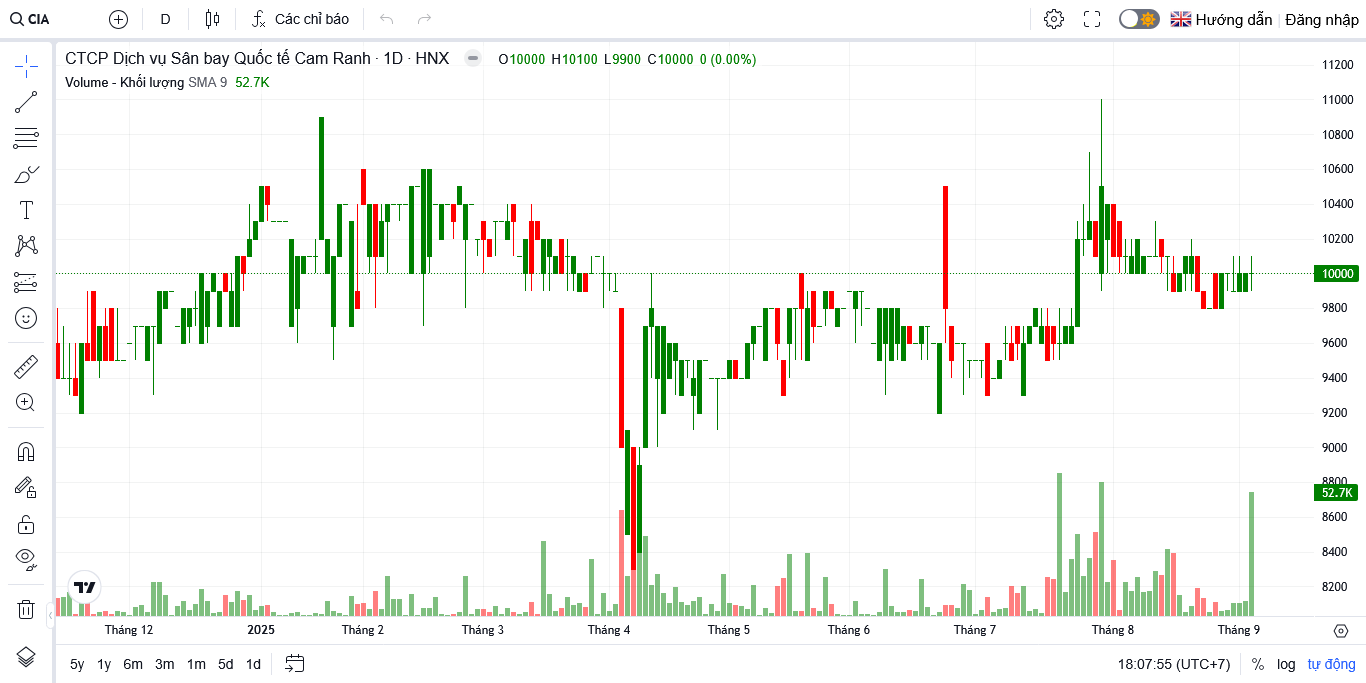 CIA D Các chỉ báo Hướng dẫn Đăng nhập
CTCP Dịch vụ Sân bay Quốc tế Cam Ranh · 1D · HNX O10000 H10100 L9900 C10000 0 (0.00%)
Volume - Khối lượng SMA 9 52.7K
11200
11000
10800
10600
10400
10200
10000
9800
9600
9400
9200
9000
8800
52.7K
8600
8400
8200
Tháng 12 2025 Tháng 2 Tháng 3 Tháng 4 Tháng 5 Tháng 6 Tháng 7 Tháng 8 Tháng 9
5y 1y 6m 3m 1m 5d 1d 18:07:55 (UTC+7) % log tự động